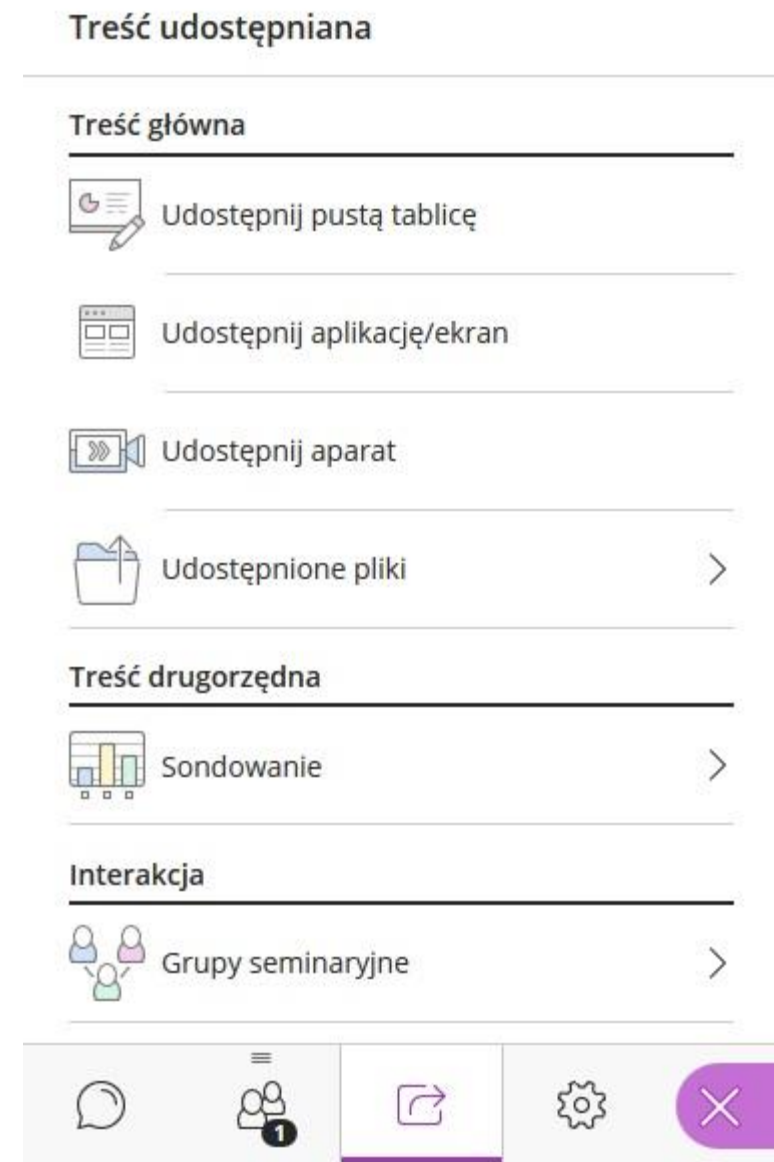 Treść udostępniana
Treść główna
Udostępnij pustą tablicę
Udostępnij aplikację/ekran
Udostępnij aparat
Udostępnione pliki
Treść drugorzędna
Sondowanie
Interakcja
Grupy seminaryjne
1